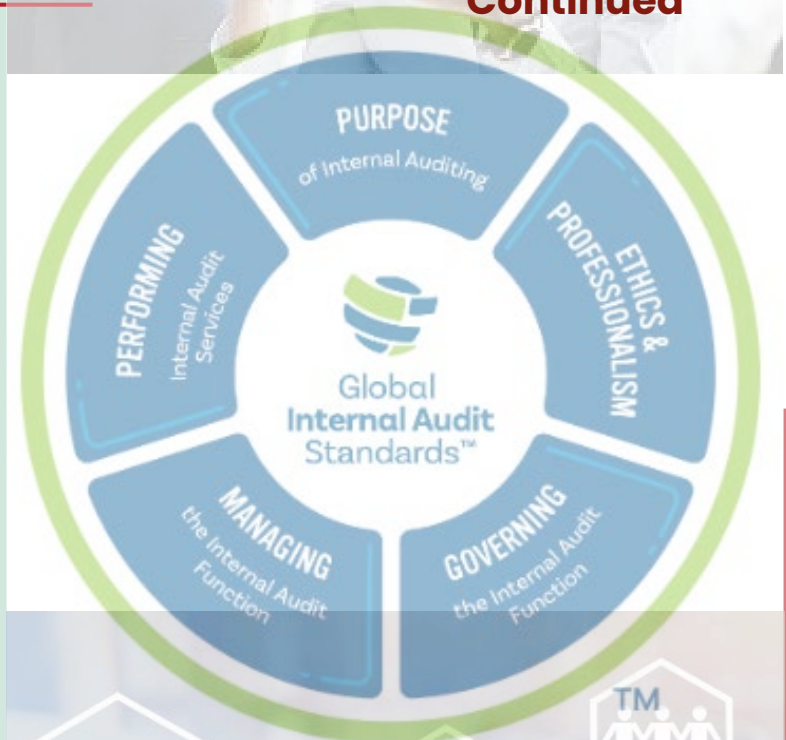 Continued
PURPOSE
of Internal Auditing
ETHICS &
PROFESSIONALISM
GOVERNING
the Internal Audit
Function
MANAGING
the Internal Audit
Function
PERFORMING
Internal Audit
Services
Global
Internal Audit
Standards™
TM